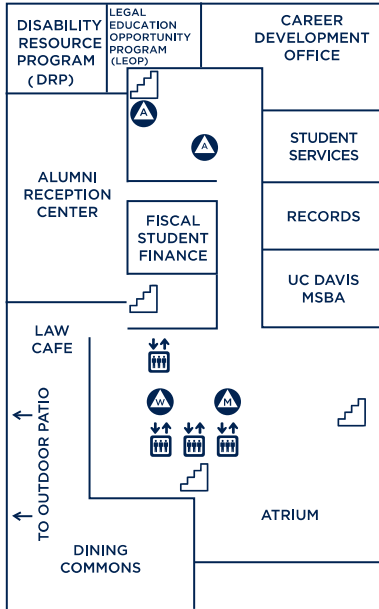 DISABILITY
RESOURCE
PROGRAM
(DRP)
LEGAL
EDUCATION
OPPORTUNITY
PROGRAM
(LEOP)
CAREER
DEVELOPMENT
OFFICE
A
A
STUDENT
SERVICES
ALUMNI
RECEPTION
CENTER
RECORDS
FISCAL
STUDENT
FINANCE
UC DAVIS
MSBA
LAW
CAFE
W
M
TO OUTDOOR PATIO
ATRIUM
DINING
COMMONS